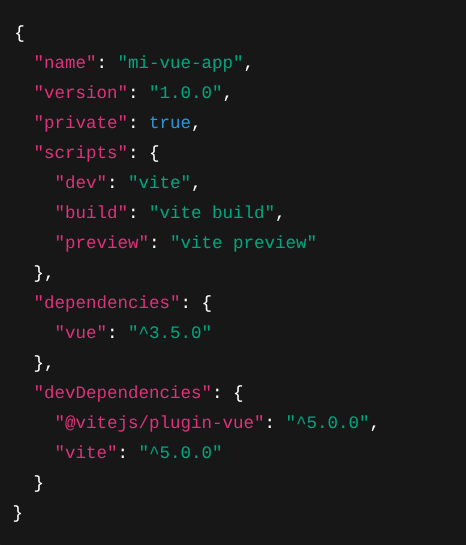 {
  "name": "mi-vue-app",
  "version": "1.0.0",
  "private": true,
  "scripts": {
    "dev": "vite",
    "build": "vite build",
    "preview": "vite preview"
  },
  "dependencies": {
    "vue": "^3.5.0"
  },
  "devDependencies": {
    "@vitejs/plugin-vue": "^5.0.0",
    "vite": "^5.0.0"
  }
}